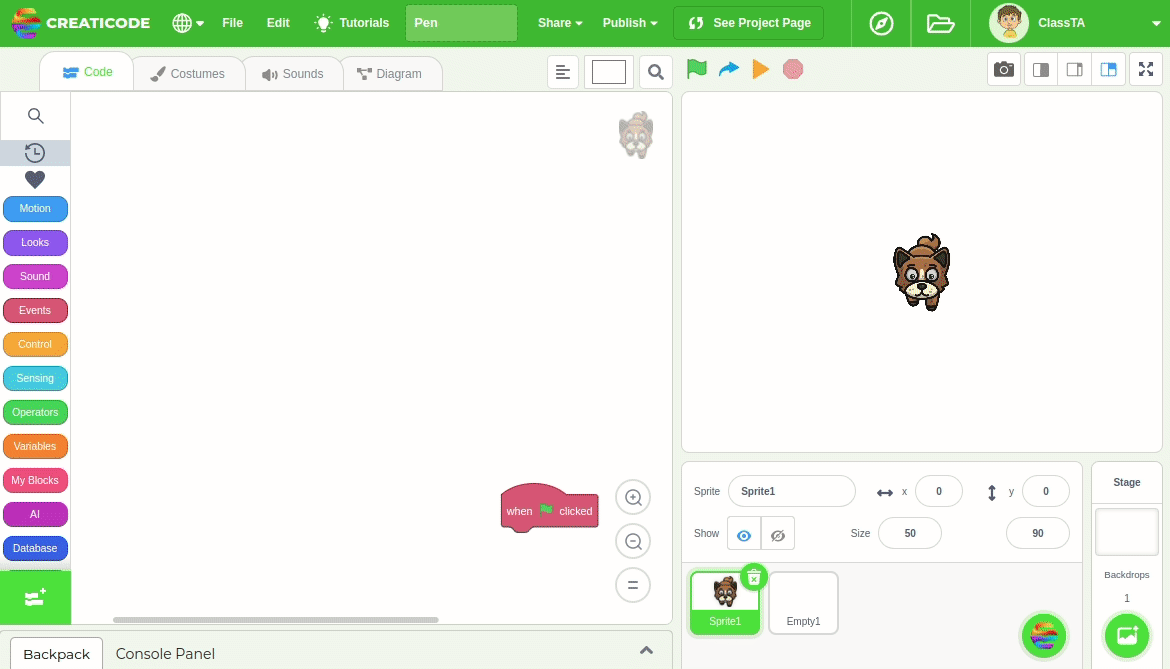 CREATICODE File Edit Tutorials Pen Share Publish See Project Page ClassTA
Code Costumes Sounds Diagram
Motion
Looks
Sound
Events
Control
Sensing
Operators
Variables
My Blocks
AI
Database
when clicked
Sprite Sprite1 x 0 y 0
Show Size 50 90
Sprite1 Empty1
Stage
Backdrops
1
Backpack Console Panel